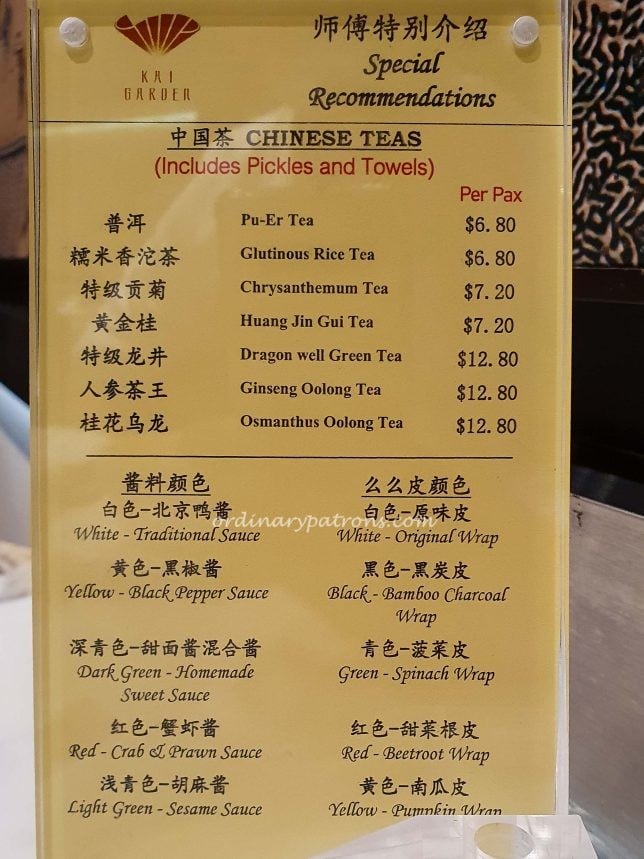 KAI
GARDEN
师傅特别介绍
Special
Recommendations
中国茶 CHINESE TEAS
(Includes Pickles and Towels)
Per Pax
普洱 Pu-Er Tea $6.80
糯米香沱茶 Glutinous Rice Tea $6.80
特级贡菊 Chrysanthemum Tea $7.20
黄金桂 Huang Jin Gui Tea $7.20
特级龙井 Dragon well Green Tea $12.80
人参茶王 Ginseng Oolong Tea $12.80
桂花乌龙 Osmanthus Oolong Tea $12.80
酱料颜色
白色-北京鸭酱
White - Traditional Sauce
黄色-黑椒酱
Yellow - Black Pepper Sauce
深青色-甜面酱混合酱
Dark Green - Homemade
Sweet Sauce
红色-蟹虾酱
Red - Crab & Prawn Sauce
浅青色-胡麻酱
Light Green - Sesame Sauce
么么皮颜色
白色-原味皮
White - Original Wrap
黑色-黑炭皮
Black - Bamboo Charcoal
Wrap
青色-菠菜皮
Green - Spinach Wrap
红色-甜菜根皮
Red - Beetroot Wrap
黄色-南瓜皮
Yellow - Pumpkin Wrap
ordinarypatrons.com